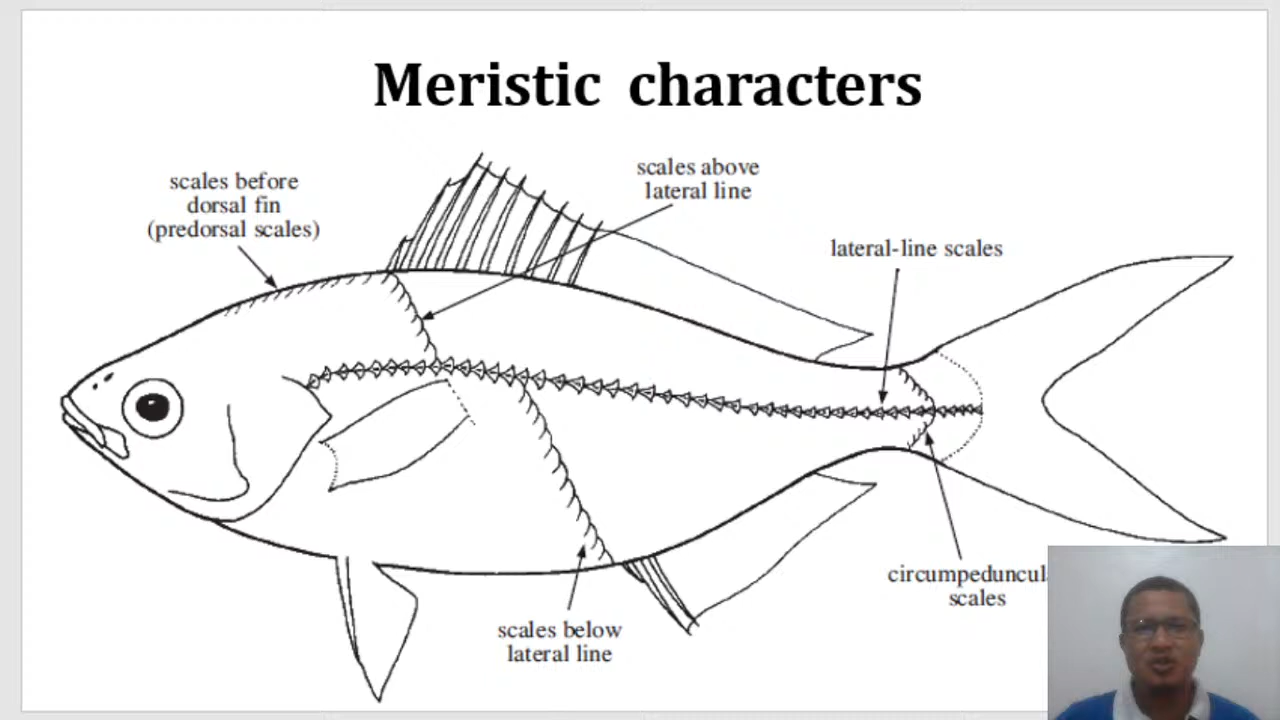 Meristic characters
scales before
dorsal fin
(predorsal scales)
scales above
lateral line
lateral-line scales
scales below
lateral line
scales